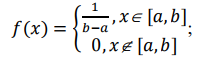 f(x) = { 1/(b−a), x ∈ [a, b]
0, x ∉ [a, b] ;